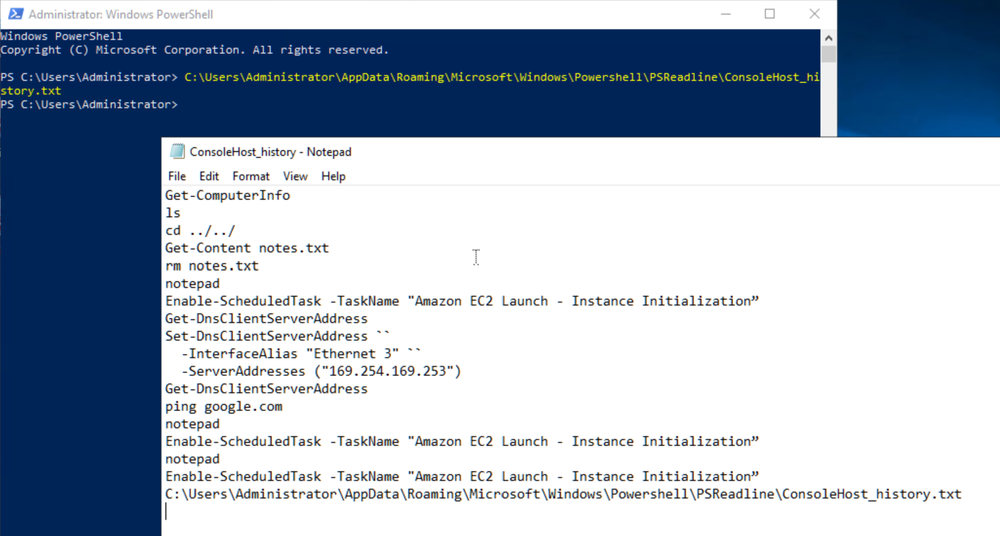 Administrator: Windows PowerShell
Windows PowerShell
Copyright (C) Microsoft Corporation. All rights reserved.
PS C:\Users\Administrator> C:\Users\Administrator\AppData\Roaming\Microsoft\Windows\Powershell\PSReadline\ConsoleHost_hi
story.txt
PS C:\Users\Administrator>
ConsoleHost_history - Notepad
File Edit Format View Help
Get-ComputerInfo
ls
cd ../../
Get-Content notes.txt
rm notes.txt
notepad
Enable-ScheduledTask -TaskName "Amazon EC2 Launch - Instance Initialization”
Get-DnsClientServerAddress
Set-DnsClientServerAddress ``
  -InterfaceAlias "Ethernet 3" ``
  -ServerAddresses ("169.254.169.253")
Get-DnsClientServerAddress
ping google.com
notepad
Enable-ScheduledTask -TaskName "Amazon EC2 Launch - Instance Initialization”
notepad
Enable-ScheduledTask -TaskName "Amazon EC2 Launch - Instance Initialization”
C:\Users\Administrator\AppData\Roaming\Microsoft\Windows\Powershell\PSReadline\ConsoleHost_history.txt